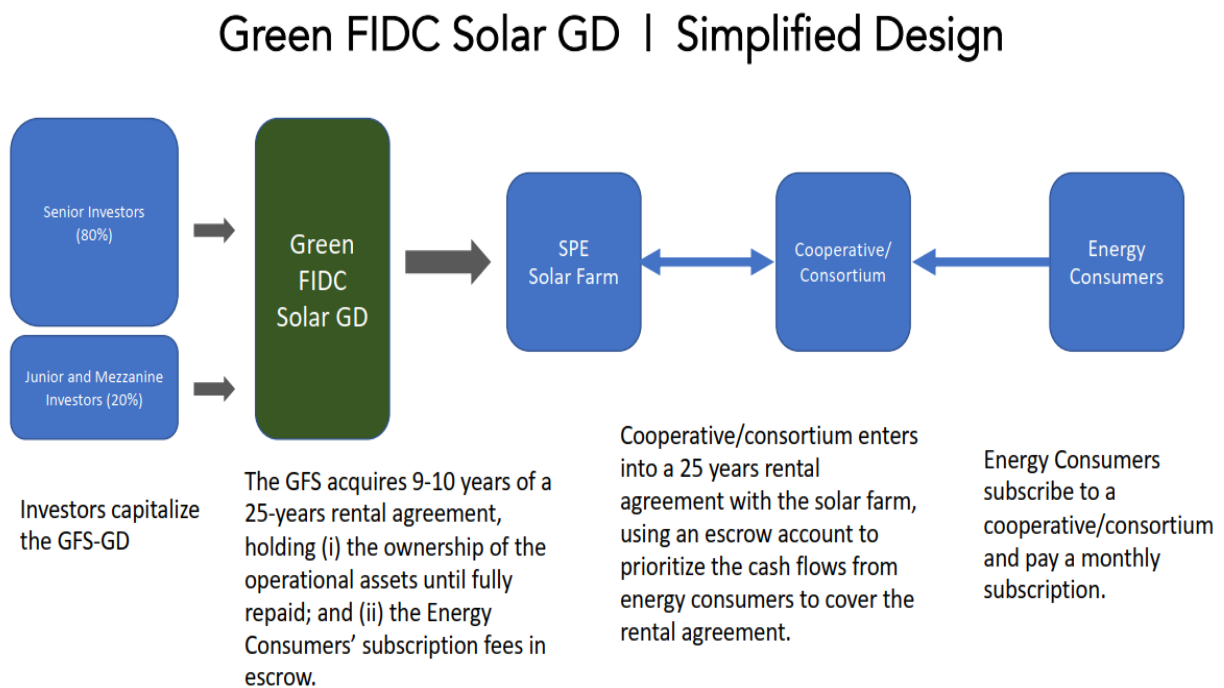 Green FIDC Solar GD | Simplified Design
Senior Investors
(80%)
Junior and Mezzanine
Investors (20%)
Green
FIDC
Solar GD
SPE
Solar Farm
Cooperative/
Consortium
Energy
Consumers
Investors capitalize
the GFS-GD
The GFS acquires 9-10 years of a
25-years rental agreement,
holding (i) the ownership of the
operational assets until fully
repaid; and (ii) the Energy
Consumers’ subscription fees in
escrow.
Cooperative/consortium enters
into a 25 years rental
agreement with the solar farm,
using an escrow account to
prioritize the cash flows from
energy consumers to cover the
rental agreement.
Energy Consumers
subscribe to a
cooperative/consortium
and pay a monthly
subscription.